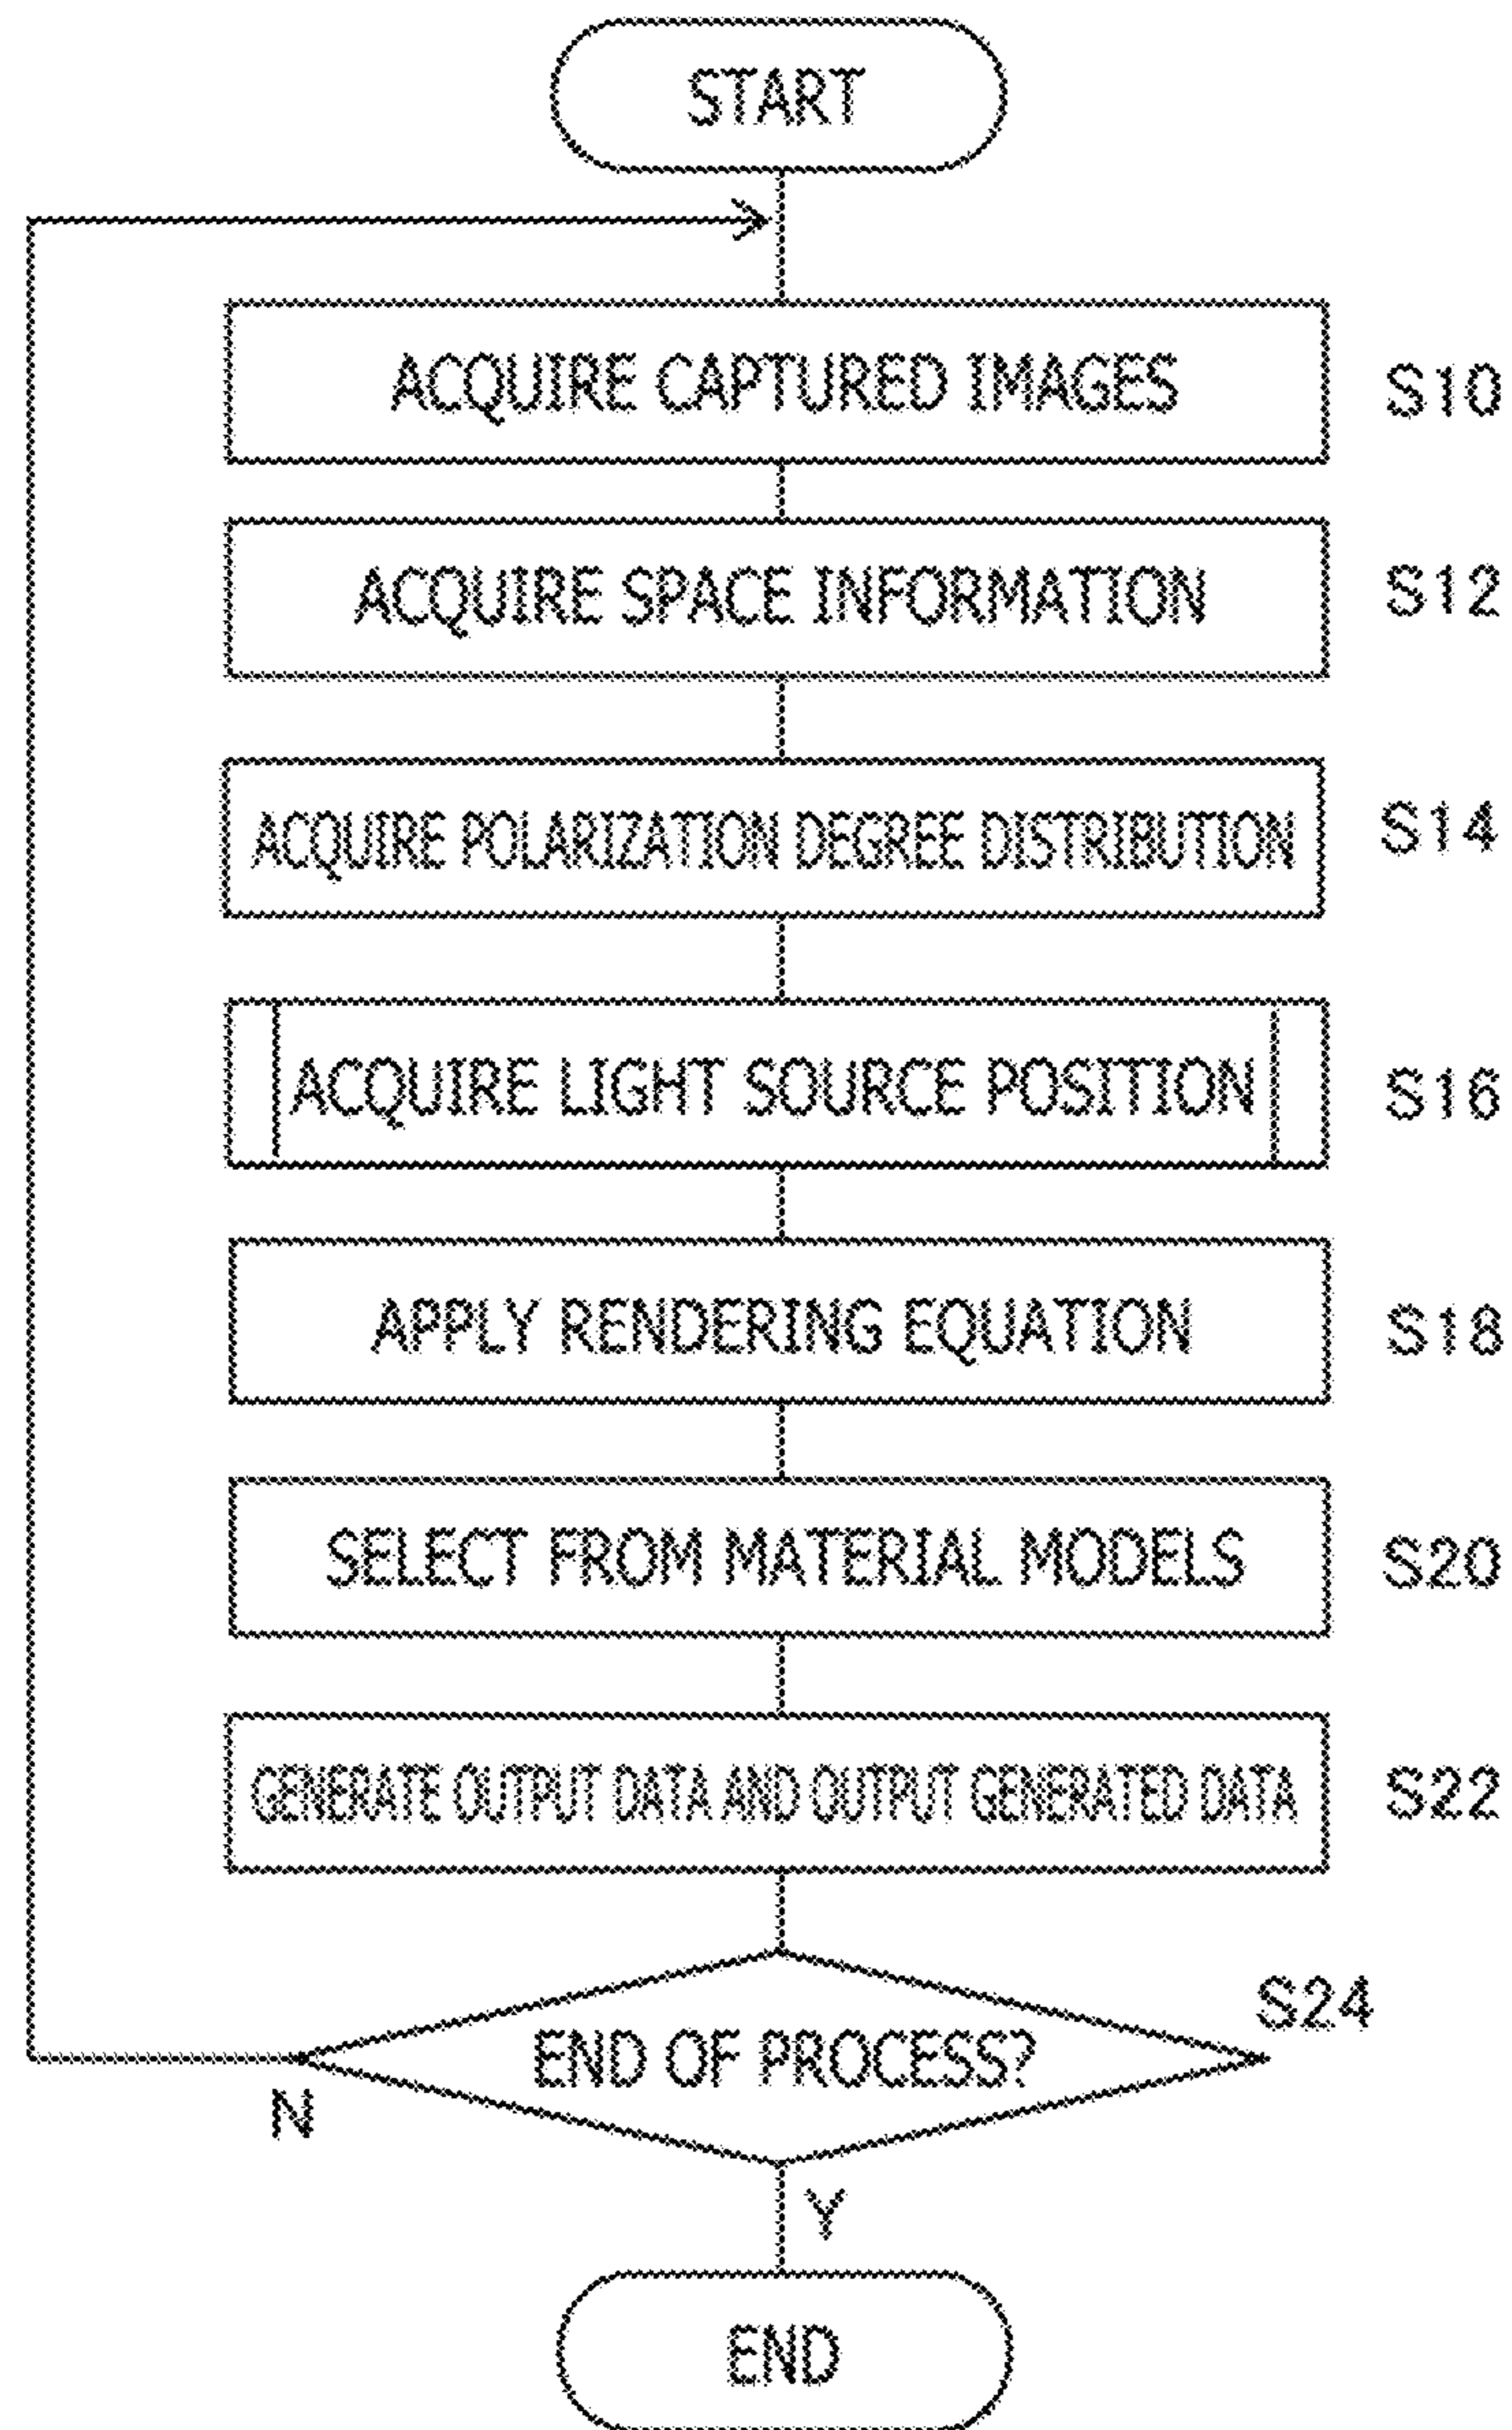 START
ACQUIRE CAPTURED IMAGES S10
ACQUIRE SPACE INFORMATION S12
ACQUIRE POLARIZATION DEGREE DISTRIBUTION S14
ACQUIRE LIGHT SOURCE POSITION S16
APPLY RENDERING EQUATION S18
SELECT FROM MATERIAL MODELS S20
GENERATE OUTPUT DATA AND OUTPUT GENERATED DATA S22
S24
END OF PROCESS?
N
Y
END